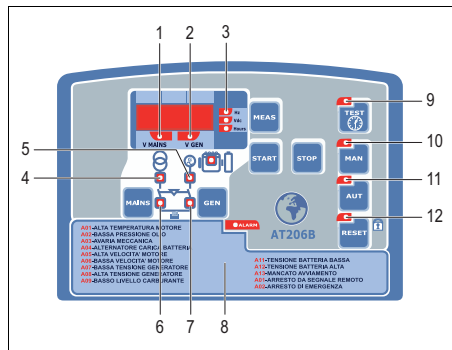 1 2 3
Hz
Vdc
Hours
V MAINS V GEN
MEAS
TEST
9
5
10
START STOP MAN
4
11
AUT
MAINS GEN
12
ALARM
AT206B
RESET
A01-ALTA TEMPERATURA MOTORE
A02-BASSA PRESSIONE OLIO
A03-AVARIA MECCANICA
A04-ALTERNATORE CARICA BATTERIA
A05-ALTA VELOCITA' MOTORE
A06-BASSA VELOCITA' MOTORE
A07-BASSA TENSIONE GENERATORE
A08-ALTA TENSIONE GENERATORE
A09-BASSO LIVELLO CARBURANTE
A11-TENSIONE BATTERIA BASSA
A12-TENSIONE BATTERIA ALTA
A13-MANCATO AVVIAMENTO
A01-ARRESTO DA SEGNALE REMOTO
A02-ARRESTO DI EMERGENZA
6 7 8